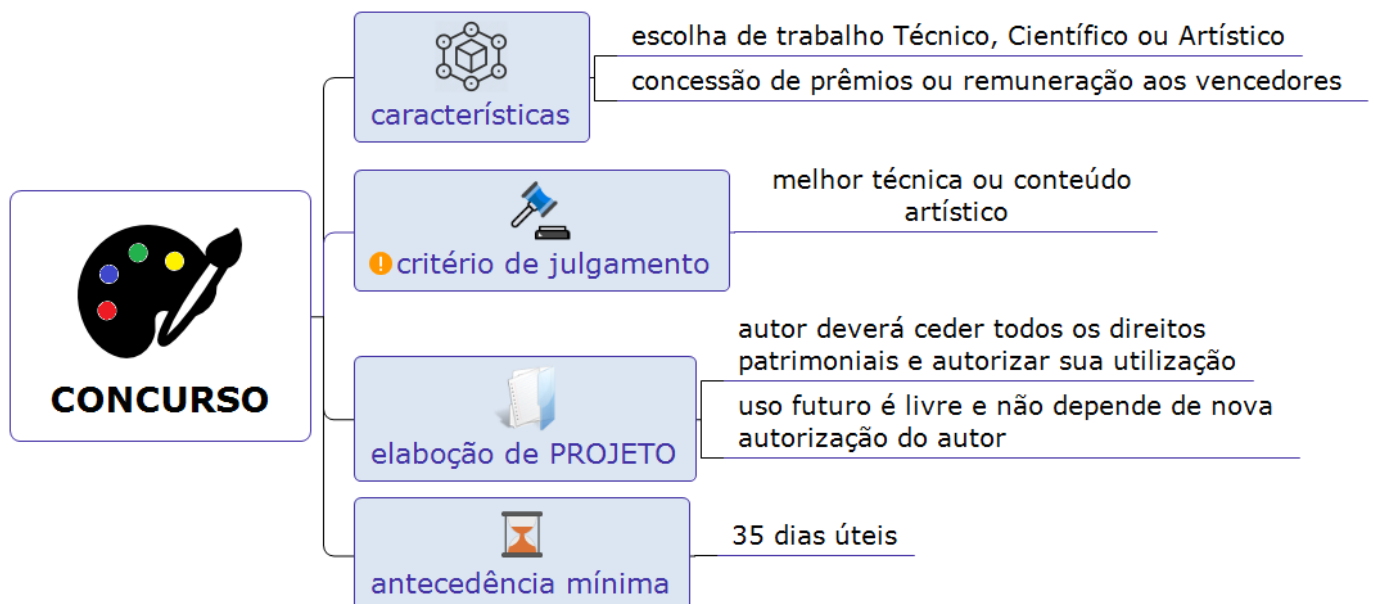 CONCURSO
características
escolha de trabalho Técnico, Científico ou Artístico
concessão de prêmios ou remuneração aos vencedores
critério de julgamento
melhor técnica ou conteúdo
artístico
elaboção de PROJETO
autor deverá ceder todos os direitos
patrimoniais e autorizar sua utilização
uso futuro é livre e não depende de nova
autorização do autor
antecedência mínima
35 dias úteis